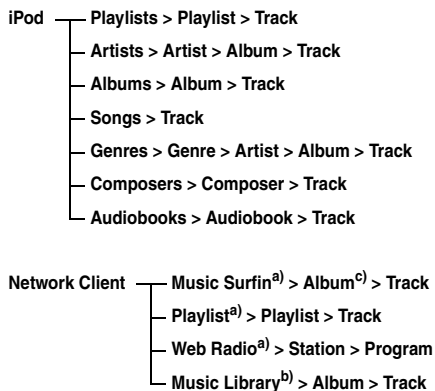 iPod Playlists > Playlist > Track
Artists > Artist > Album > Track
Albums > Album > Track
Songs > Track
Genres > Genre > Artist > Album > Track
Composers > Composer > Track
Audiobooks > Audiobook > Track
Network Client Music Surfin a) > Album c) > Track
Playlist a) > Playlist > Track
Web Radio a) > Station > Program
Music Library b) > Album > Track